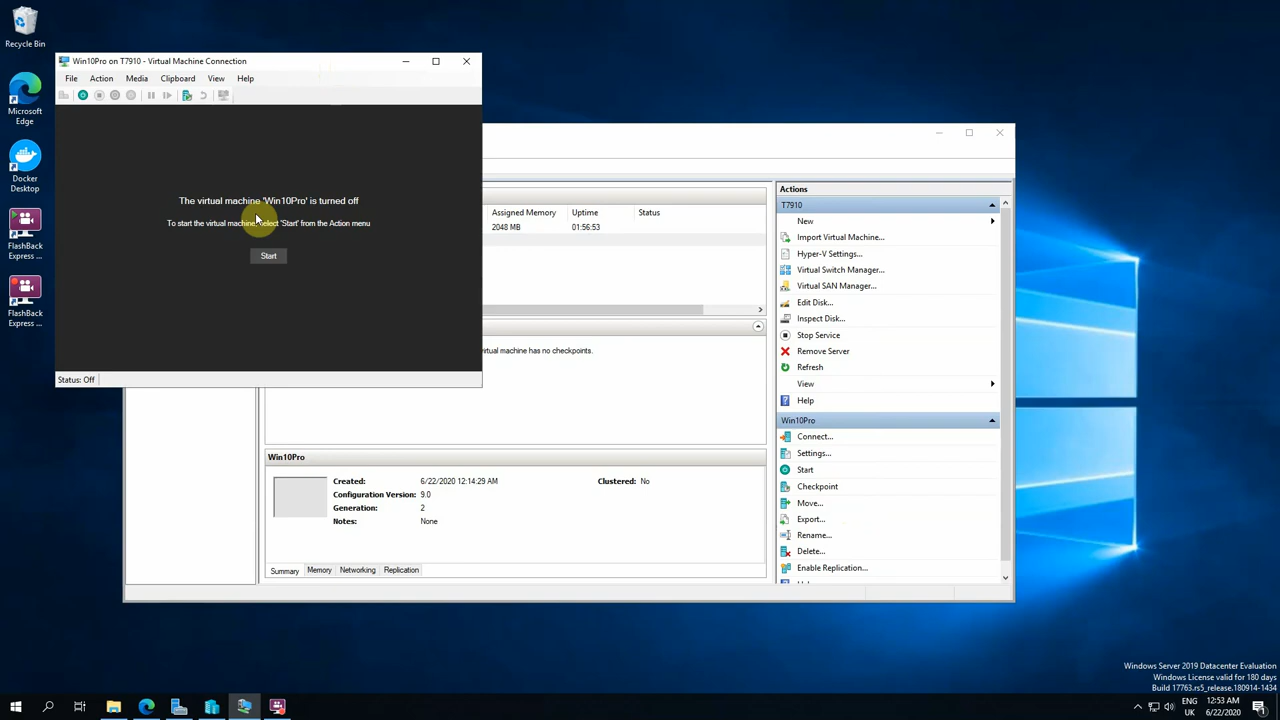 Recycle Bin
Microsoft
Edge
Docker
Desktop
FlashBack
Express ...
FlashBack
Express ...
Win10Pro on T7910 - Virtual Machine Connection
File Action Media Clipboard View Help
The virtual machine 'Win10Pro' is turned off
To start the virtual machine, select 'Start' from the Action menu
Start
Status: Off
Assigned Memory Uptime Status
2048 MB 01:56:53
virtual machine has no checkpoints.
Win10Pro
Created: 6/22/2020 12:14:29 AM Clustered: No
Configuration Version: 9.0
Generation: 2
Notes: None
Summary Memory Networking Replication
Actions
T7910
New
Import Virtual Machine...
Hyper-V Settings...
Virtual Switch Manager...
Virtual SAN Manager...
Edit Disk...
Inspect Disk...
Stop Service
Remove Server
Refresh
View
Help
Win10Pro
Connect...
Settings...
Start
Checkpoint
Move...
Export...
Rename...
Delete...
Enable Replication...
Windows Server 2019 Datacenter Evaluation
Windows License valid for 180 days
Build 17763.rs5_release.180914-1434
ENG 12:53 AM
UK 6/22/2020